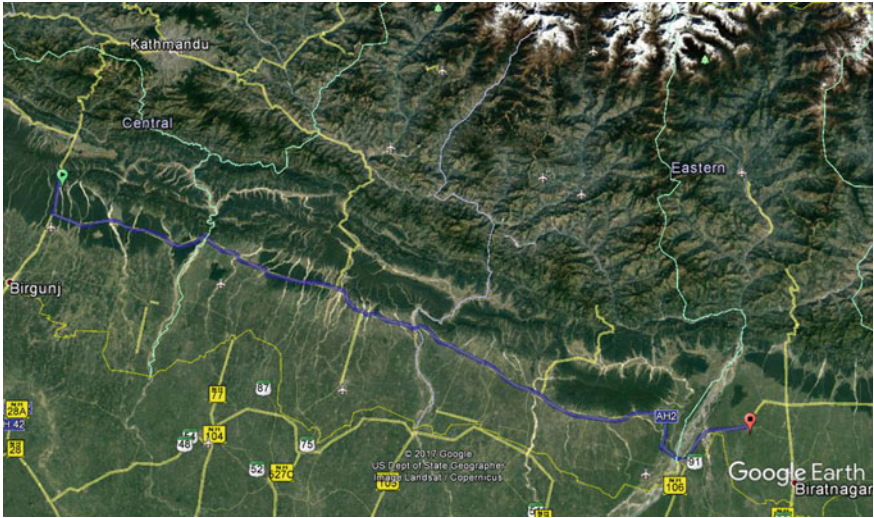 Kathmandu
Central
Eastern
Birgunj
87
77
28A
AH2
104
48
75
28
52
527C
91
106
© 2017 Google
US Dept of State Geographer
Image Landsat / Copernicus
Google Earth
Biratnagar